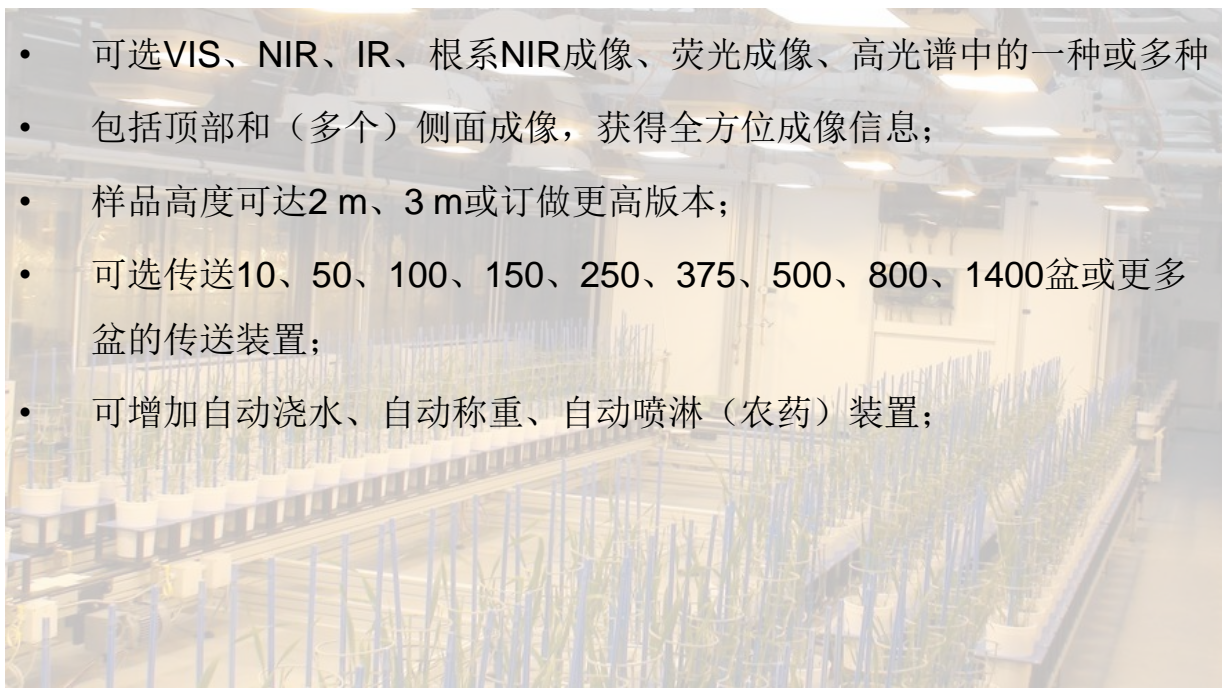 • 可选VIS、NIR、IR、根系NIR成像、荧光成像、高光谱中的一种或多种
• 包括顶部和（多个）侧面成像，获得全方位成像信息；
• 样品高度可达2 m、3 m或订做更高版本；
• 可选传送10、50、100、150、250、375、500、800、1400盆或更多
盆的传送装置；
• 可增加自动浇水、自动称重、自动喷淋（农药）装置；